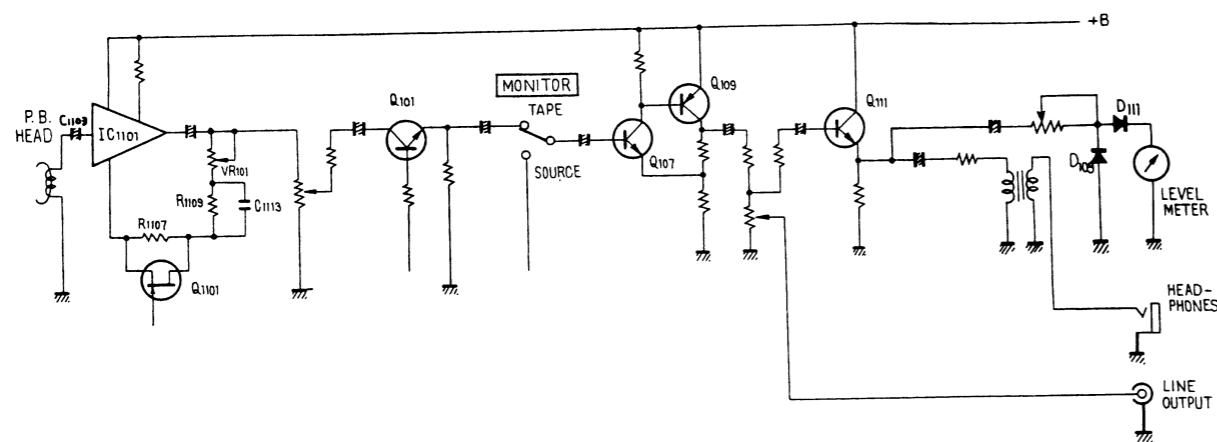 +B
MONITOR
TAPE
SOURCE
P. B.
HEAD
C1103
IC1101
VR101
R1109
C1113
R1107
Q1101
Q101
Q107
Q109
Q111
D111
D109
LEVEL
METER
HEAD-
PHONES
LINE
OUTPUT